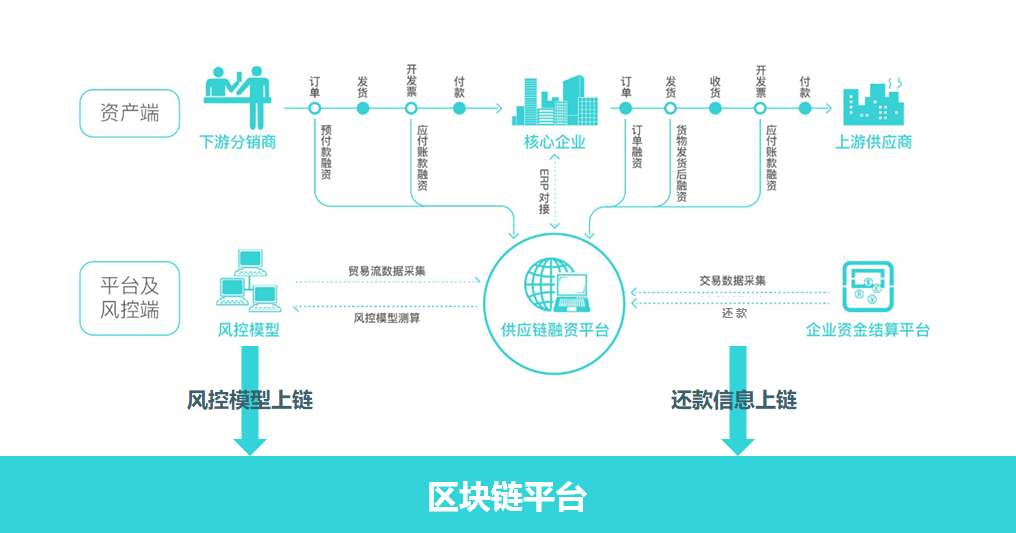 资产端
下游分销商
订单
发货
开发票
付款
预付款融资
应付账款融资
核心企业
订单
发货
收货
开发票
付款
订单融资
货物发货后融资
应付账款融资
上游供应商
ERP对接
平台及
风控端
风控模型
贸易流数据采集
风控模型测算
供应链融资平台
交易数据采集
还款
企业资金结算平台
风控模型上链
还款信息上链
区块链平台